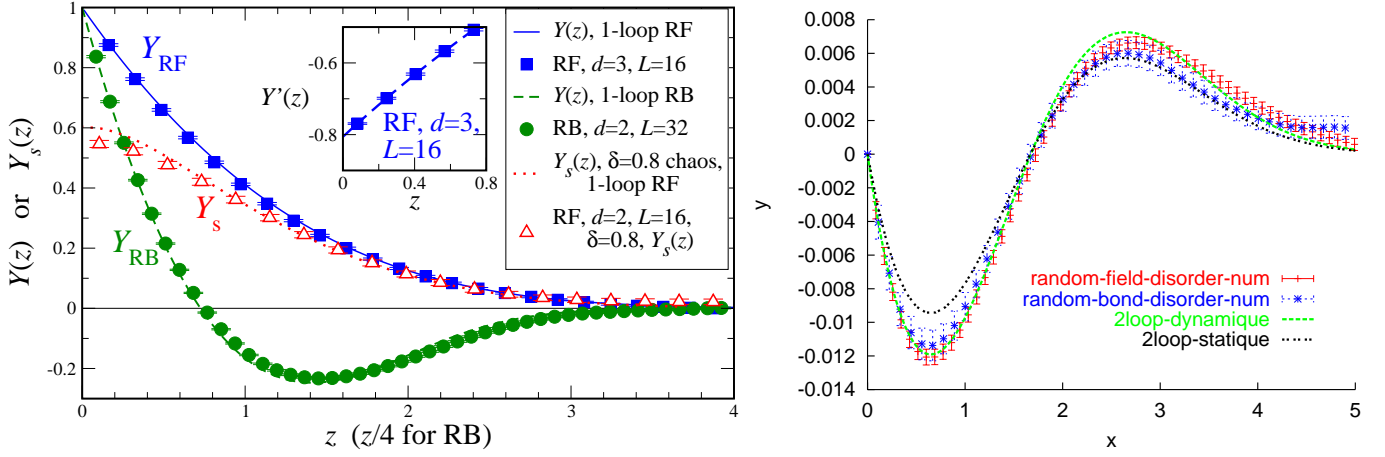 Y(z) or Y_s(z)
1
0.8
0.6
0.4
0.2
0
-0.2
0
1
2
3
4
z (z/4 for RB)
Y_RF
Y_RB
Y_s
Y'(z)
-0.6
-0.7
-0.8
0
0.4
0.8
z
RF, d=3,
L=16
Y(z), 1-loop RF
RF, d=3, L=16
Y(z), 1-loop RB
RB, d=2, L=32
Y_s(z), δ=0.8 chaos,
1-loop RF
RF, d=2, L=16,
δ=0.8, Y_s(z)
y
0.008
0.006
0.004
0.002
0
-0.002
-0.004
-0.006
-0.008
-0.01
-0.012
-0.014
0
1
2
3
4
5
x
random-field-disorder-num
random-bond-disorder-num
2loop-dynamique
2loop-statique